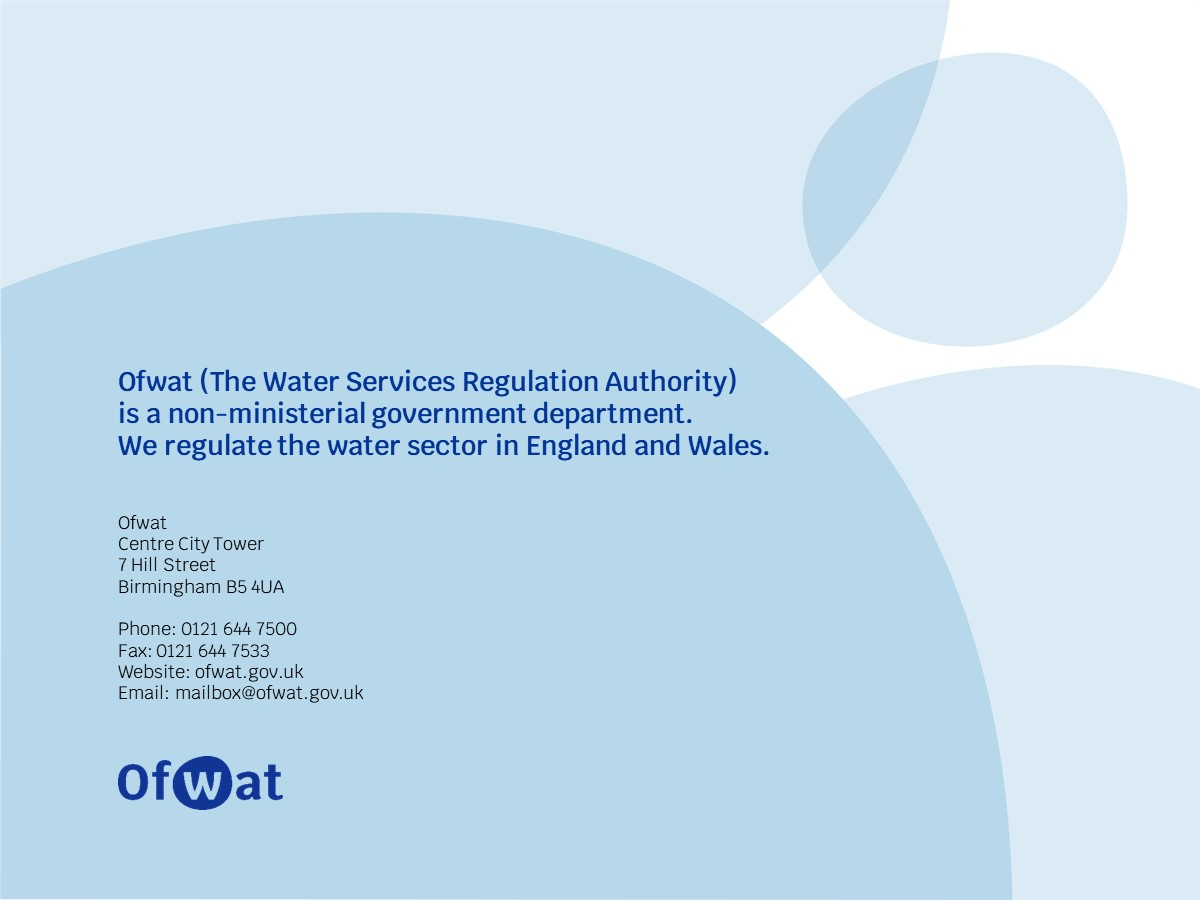 Ofwat (The Water Services Regulation Authority)
is a non-ministerial government department.
We regulate the water sector in England and Wales.
Ofwat
Centre City Tower
7 Hill Street
Birmingham B5 4UA
Phone: 0121 644 7500
Fax: 0121 644 7533
Website: ofwat.gov.uk
Email: mailbox@ofwat.gov.uk
Ofwat